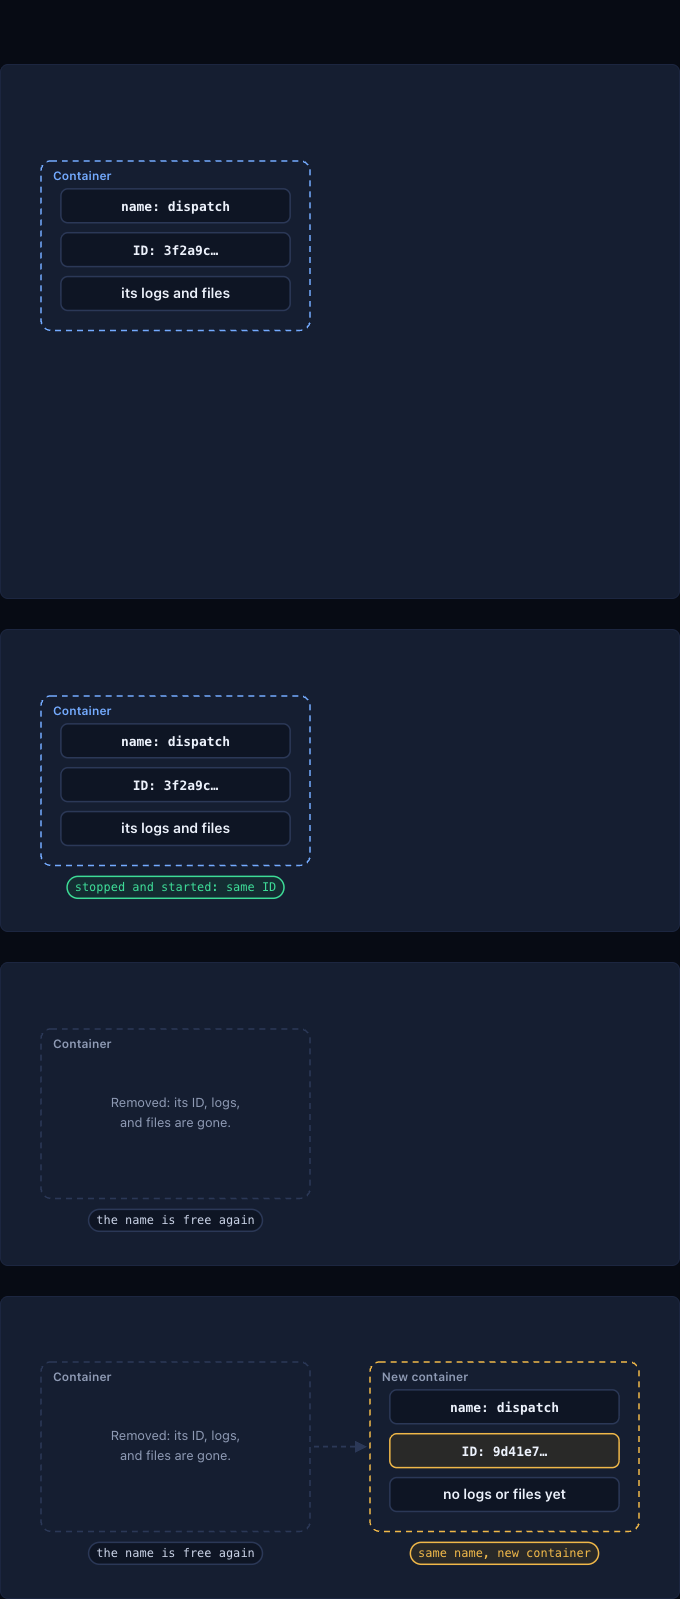 Container
name: dispatch
ID: 3f2a9c…
its logs and files
Container
name: dispatch
ID: 3f2a9c…
its logs and files
stopped and started: same ID
Container
Removed: its ID, logs,
and files are gone.
the name is free again
Container
Removed: its ID, logs,
and files are gone.
the name is free again
New container
name: dispatch
ID: 9d41e7…
no logs or files yet
same name, new container